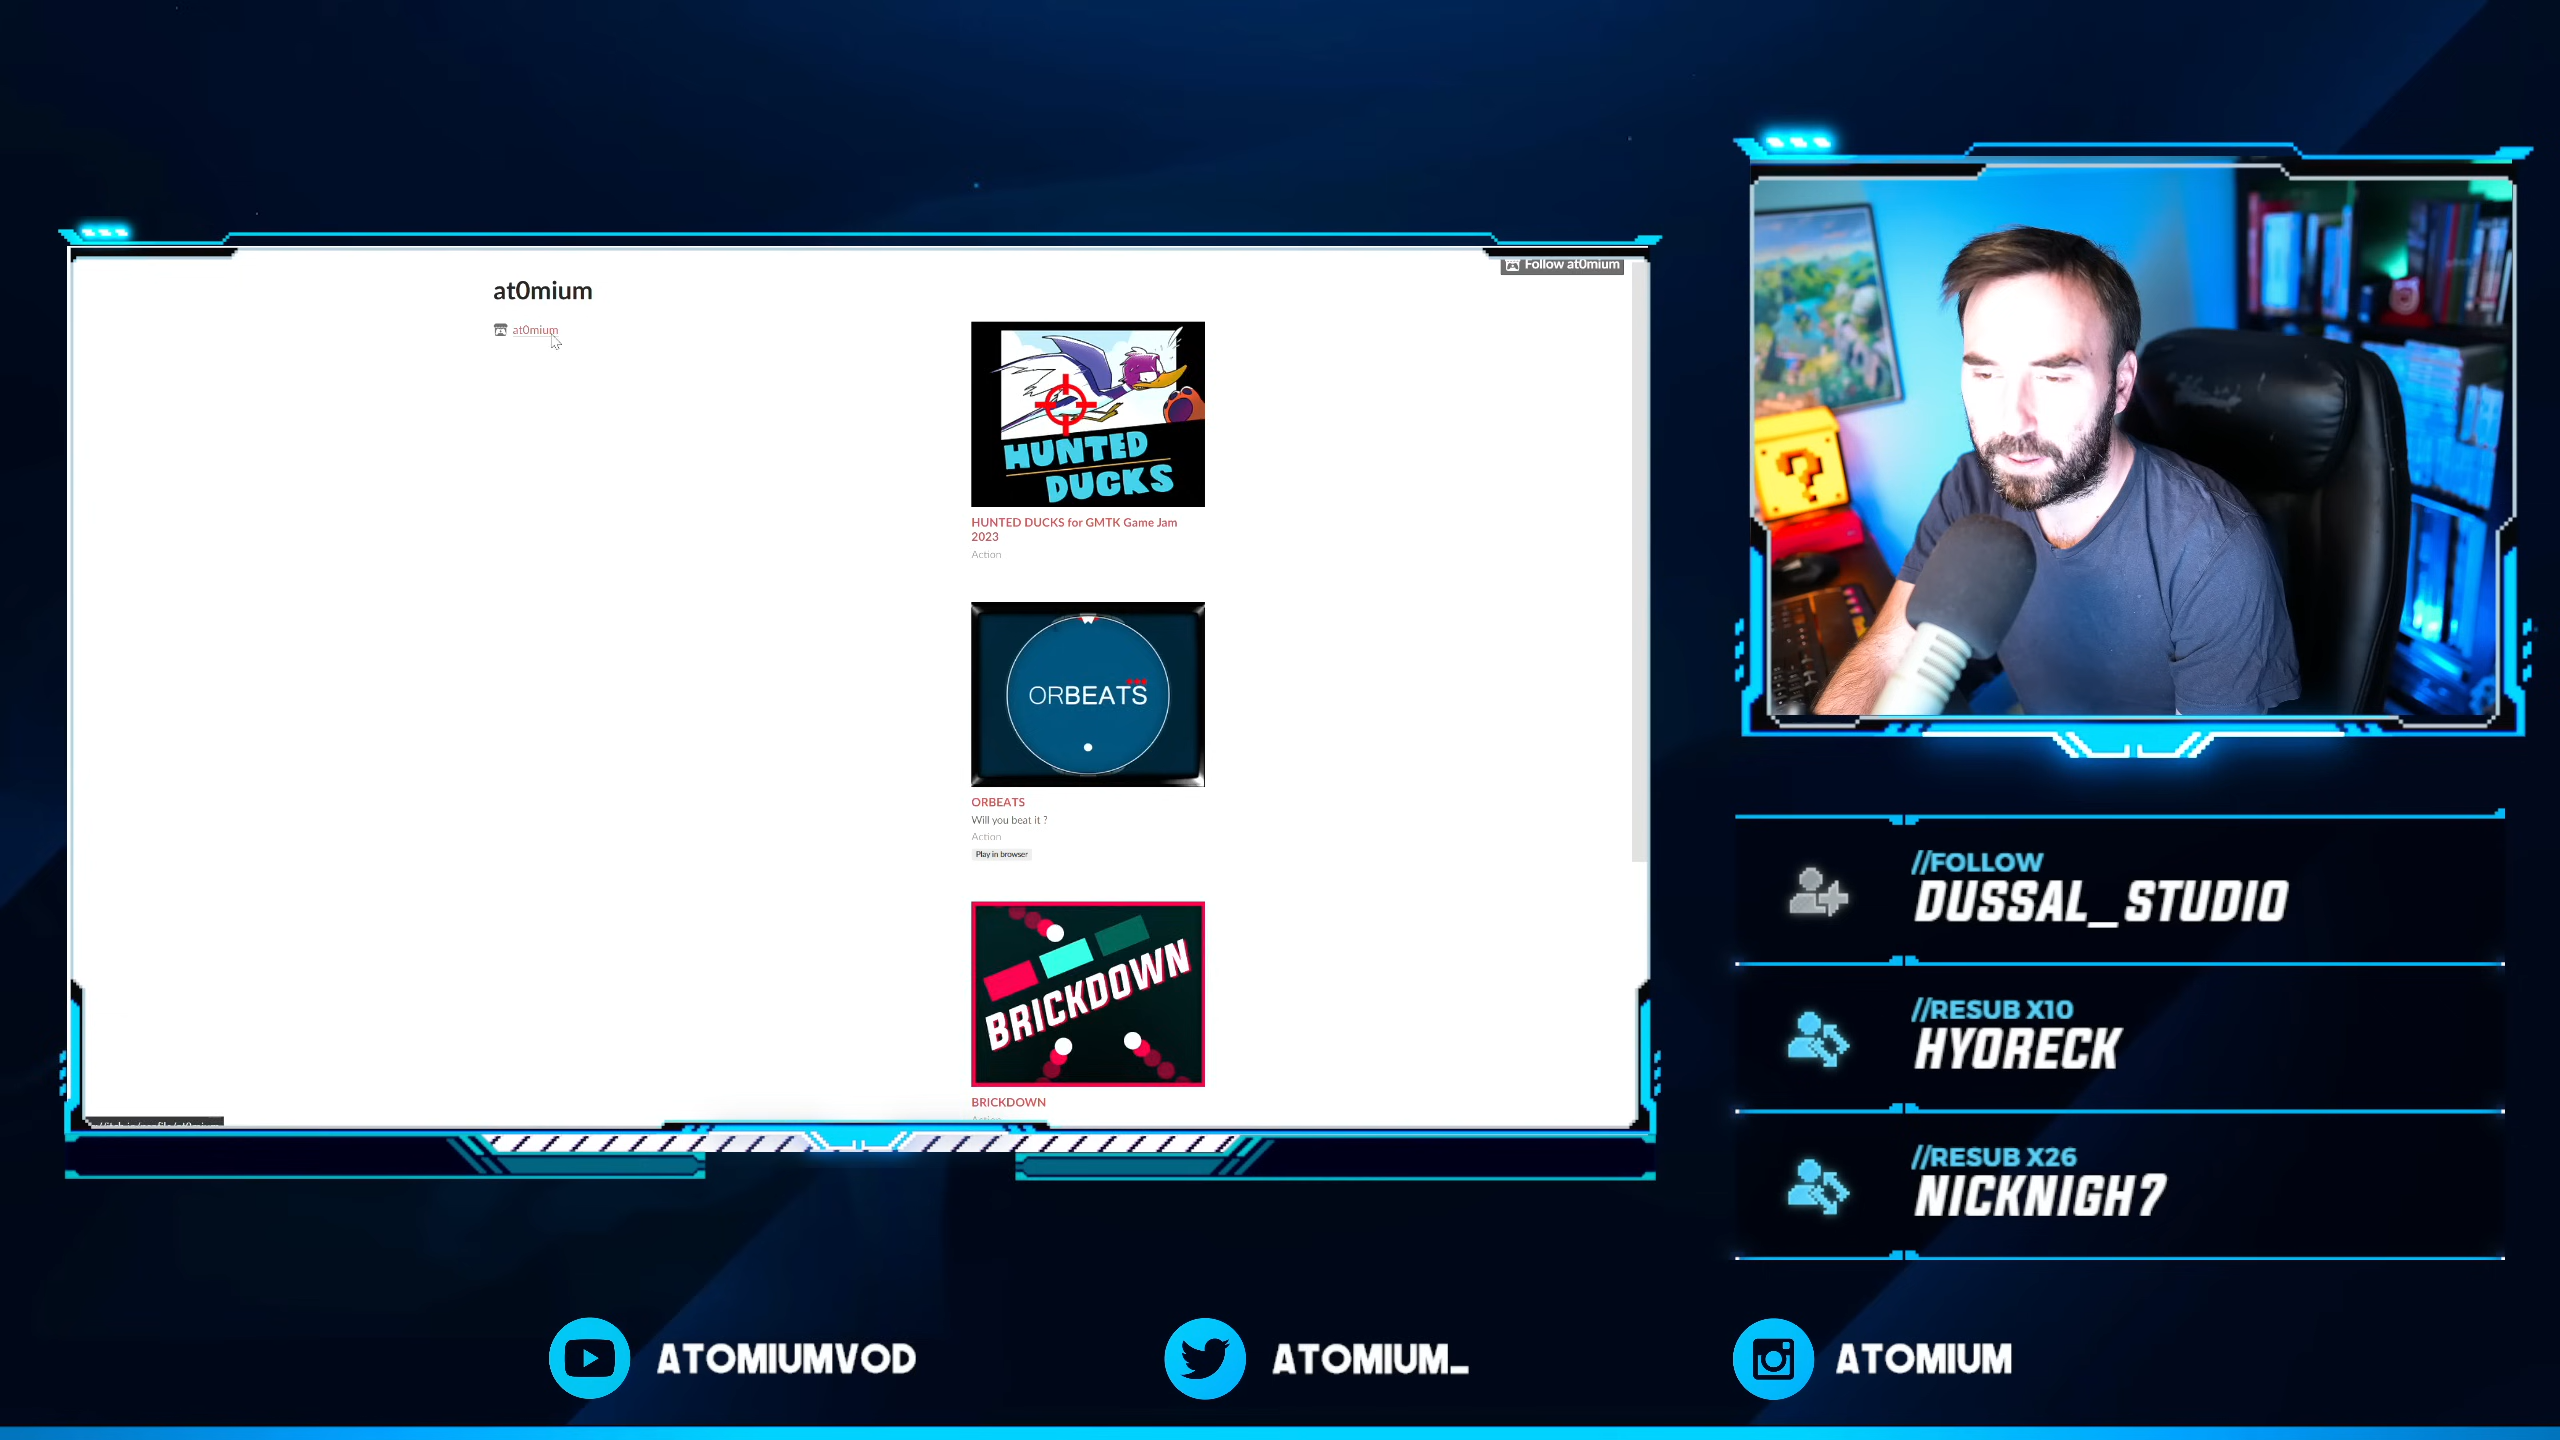 Follow at0mium
at0mium
at0mium
HUNTED
DUCKS
HUNTED DUCKS for GMTK Game Jam
2023
Action
ORBEATS
ORBEATS
Will you beat it ?
Action
Play in browser
BRICKDOWN
BRICKDOWN
?
//FOLLOW
DUSSAL_STUDIO
//RESUB X10
HYORECK
//RESUB X26
NICKNIGH7
ATOMIUMVOD
ATOMIUM_
ATOMIUM